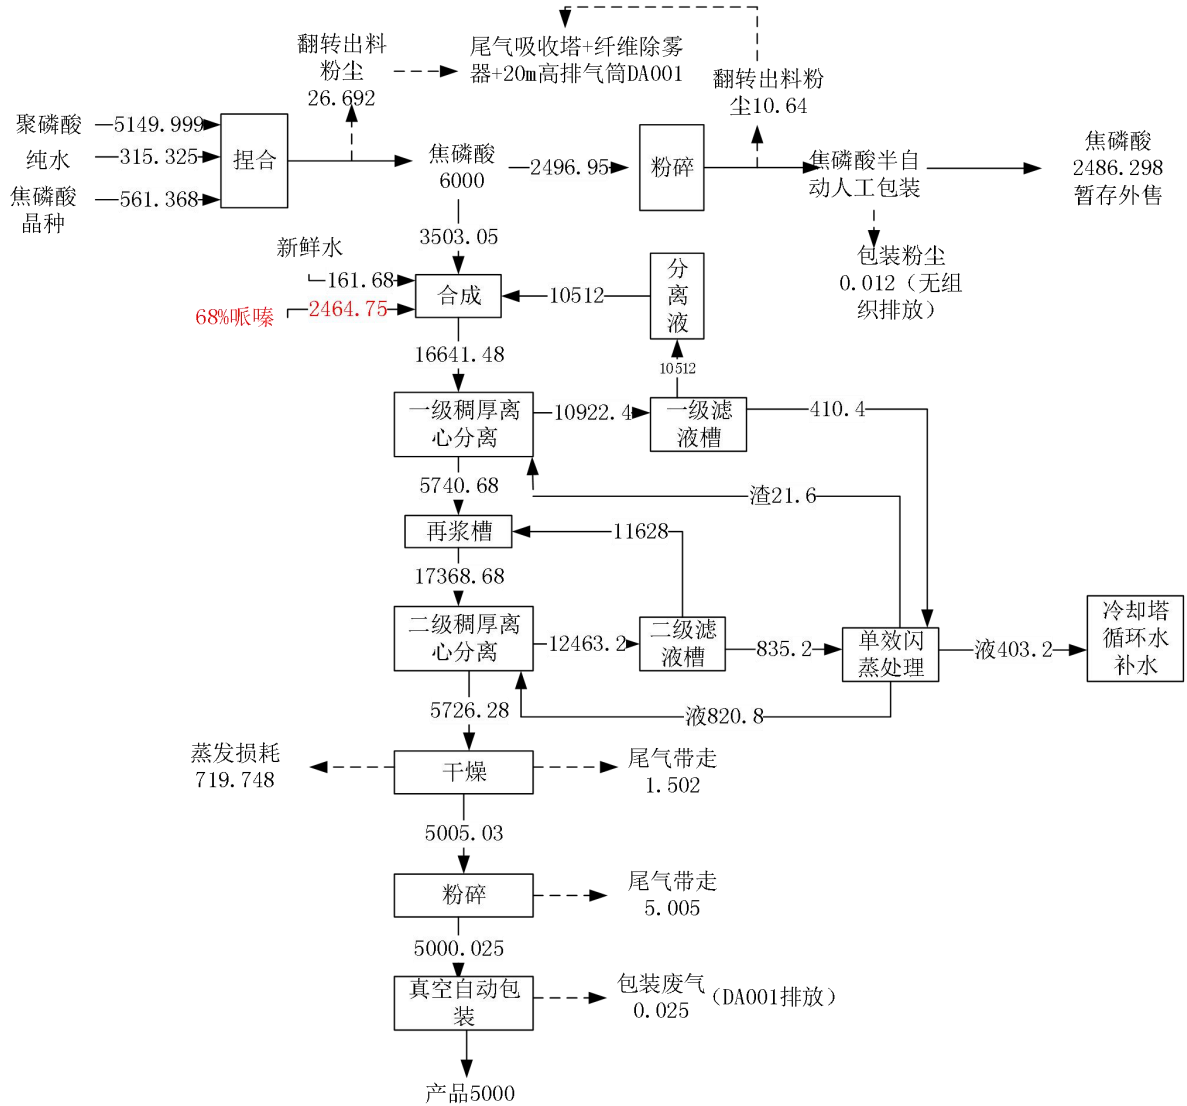 翻转出料
粉尘
26.692
尾气吸收塔+纤维除雾
器+20m高排气筒DA001
翻转出料粉
尘10.64
聚磷酸
5149.999
纯水
315.325
焦磷酸
晶种
561.368
捏合
焦磷酸
6000
2496.95
粉碎
焦磷酸半自
动人工包装
焦磷酸
2486.298
暂存外售
包装粉尘
0.012（无组
织排放）
3503.05
新鲜水
161.68
68%哌嗪
2464.75
合成
10512
分
离
液
16641.48
10512
一级稠厚离
心分离
10922.4
一级滤
液槽
410.4
5740.68
渣21.6
再浆槽
11628
17368.68
二级稠厚离
心分离
12463.2
二级滤
液槽
835.2
单效闪
蒸处理
液403.2
冷却塔
循环水
补水
5726.28
液820.8
蒸发损耗
719.748
干燥
尾气带走
1.502
5005.03
粉碎
尾气带走
5.005
5000.025
真空自动包
装
包装废气
0.025
（DA001排放）
产品5000